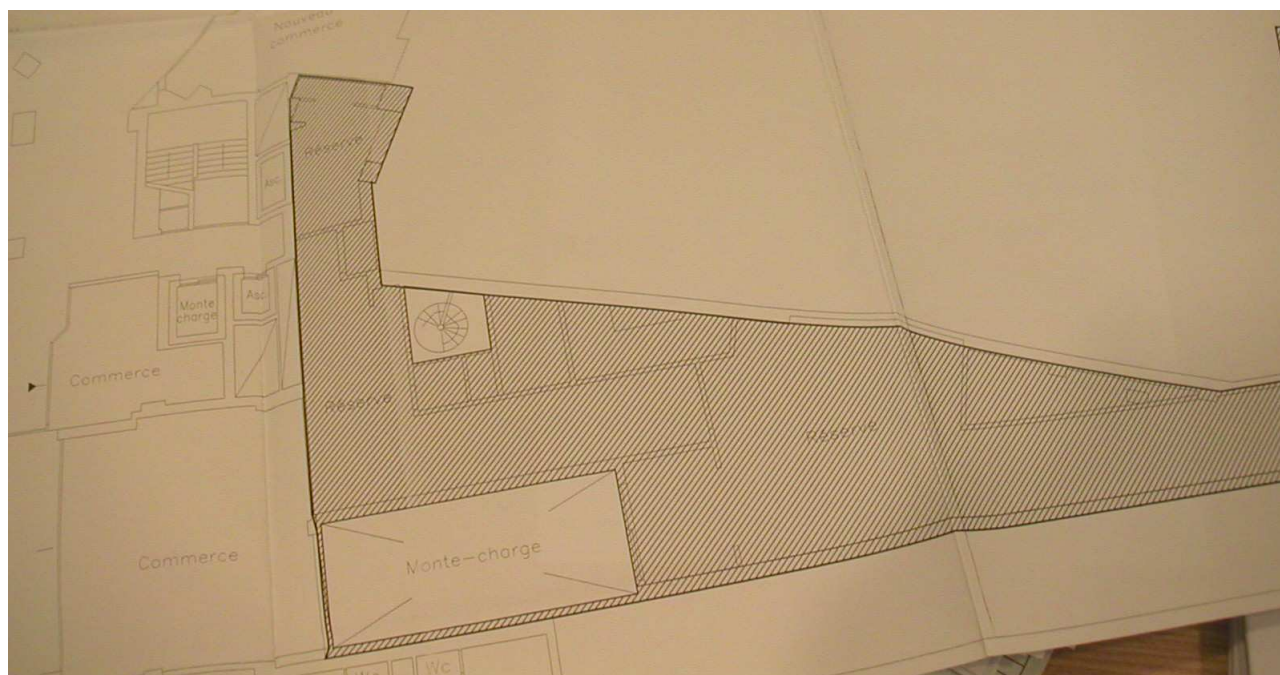 Nouveau
commerce
Réserve
Asc.
Monte
charge
Asc.
Commerce
Réserve
Réserve
Commerce
Monte-charge
Wc